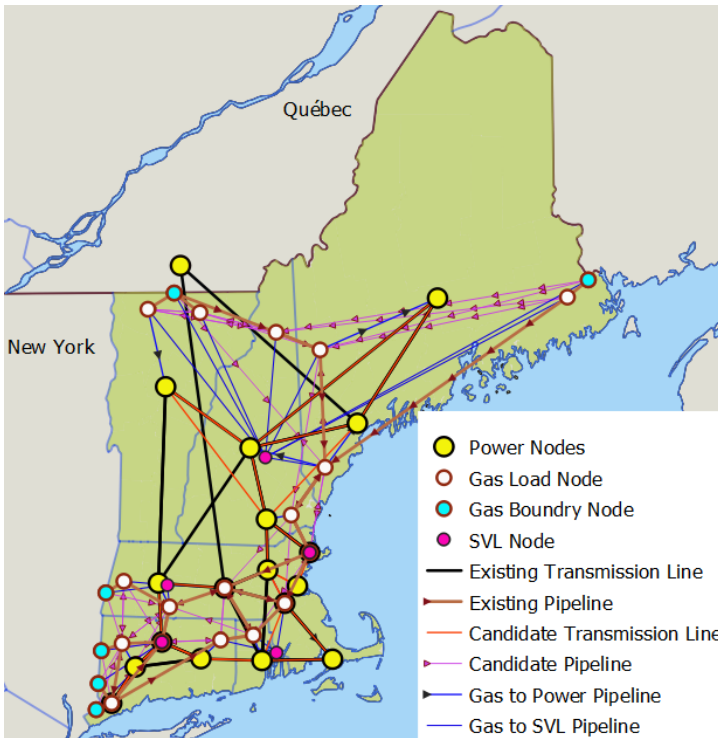 Québec
New York
Power Nodes
Gas Load Node
Gas Boundry Node
SVL Node
Existing Transmission Line
Existing Pipeline
Candidate Transmission Line
Candidate Pipeline
Gas to Power Pipeline
Gas to SVL Pipeline